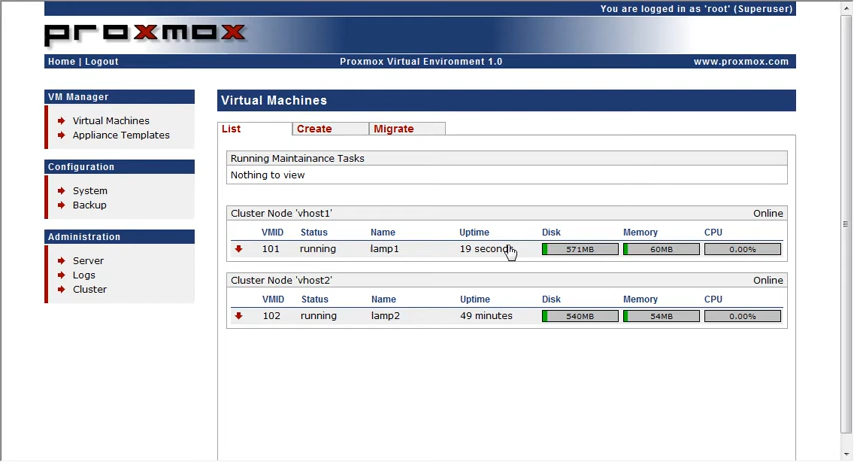 You are logged in as 'root' (Superuser)
proxmox
Home | Logout
Proxmox Virtual Environment 1.0
www.proxmox.com
VM Manager
Virtual Machines
Appliance Templates
Configuration
System
Backup
Administration
Server
Logs
Cluster
Virtual Machines
List Create Migrate
Running Maintainance Tasks
Nothing to view
Cluster Node 'vhost1' Online
VMID Status Name Uptime Disk Memory CPU
101 running lamp1 19 seconds 571MB 60MB 0.00%
Cluster Node 'vhost2' Online
VMID Status Name Uptime Disk Memory CPU
102 running lamp2 49 minutes 540MB 54MB 0.00%